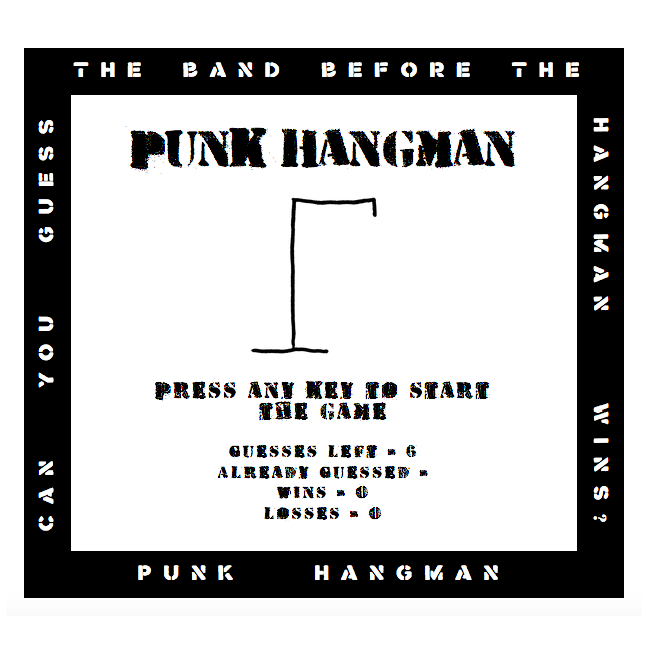 THE BAND BEFORE THE
CAN YOU GUESS
HANGMAN WINS?
PUNK HANGMAN
PRESS ANY KEY TO START
THE GAME
GUESSES LEFT = 6
ALREADY GUESSED =
WINS = 0
LOSSES = 0
PUNK HANGMAN